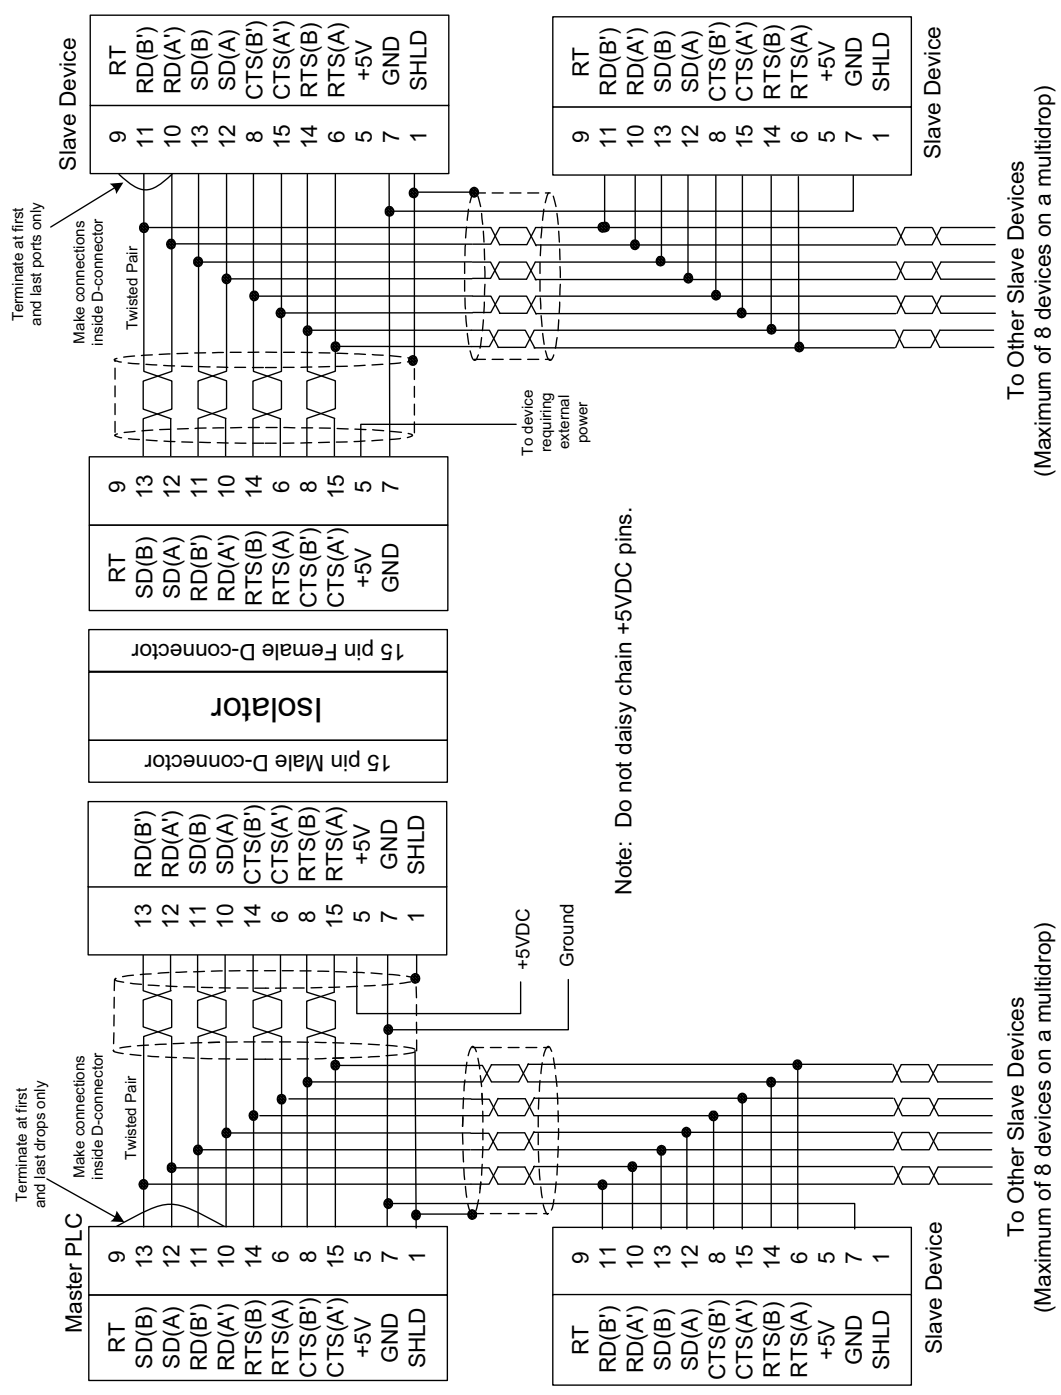 Master PLC
RT 9
SD(B) 13
SD(A) 12
RD(B') 11
RD(A') 10
RTS(B) 14
RTS(A) 6
CTS(B') 8
CTS(A') 15
+5V 5
GND 7
SHLD 1
Terminate at first
and last drops only
Make connections
inside D-connector
Twisted Pair
13 RD(B')
12 RD(A')
11 SD(B)
10 SD(A)
14 CTS(B')
6 CTS(A')
8 RTS(B)
15 RTS(A)
5 +5V
7 GND
1 SHLD
15 pin Male D-connector
Isolator
15 pin Female D-connector
RT 9
SD(B) 13
SD(A) 12
RD(B') 11
RD(A') 10
RTS(B) 14
RTS(A) 6
CTS(B') 8
CTS(A') 15
+5V 5
GND 7
Terminate at first
and last ports only
Make connections
inside D-connector
Twisted Pair
Slave Device
9 RT
11 RD(B')
10 RD(A')
13 SD(B)
12 SD(A)
8 CTS(B')
15 CTS(A')
14 RTS(B)
6 RTS(A)
5 +5V
7 GND
1 SHLD
+5VDC
Ground
To device
requiring
external
power
Note: Do not daisy chain +5VDC pins.
RT 9
RD(B') 11
RD(A') 10
SD(B) 13
SD(A) 12
CTS(B') 8
CTS(A') 15
RTS(B) 14
RTS(A) 6
+5V 5
GND 7
SHLD 1
Slave Device
9 RT
11 RD(B')
10 RD(A')
13 SD(B)
12 SD(A)
8 CTS(B')
15 CTS(A')
14 RTS(B)
6 RTS(A)
5 +5V
7 GND
1 SHLD
Slave Device
To Other Slave Devices
(Maximum of 8 devices on a multidrop)
To Other Slave Devices
(Maximum of 8 devices on a multidrop)